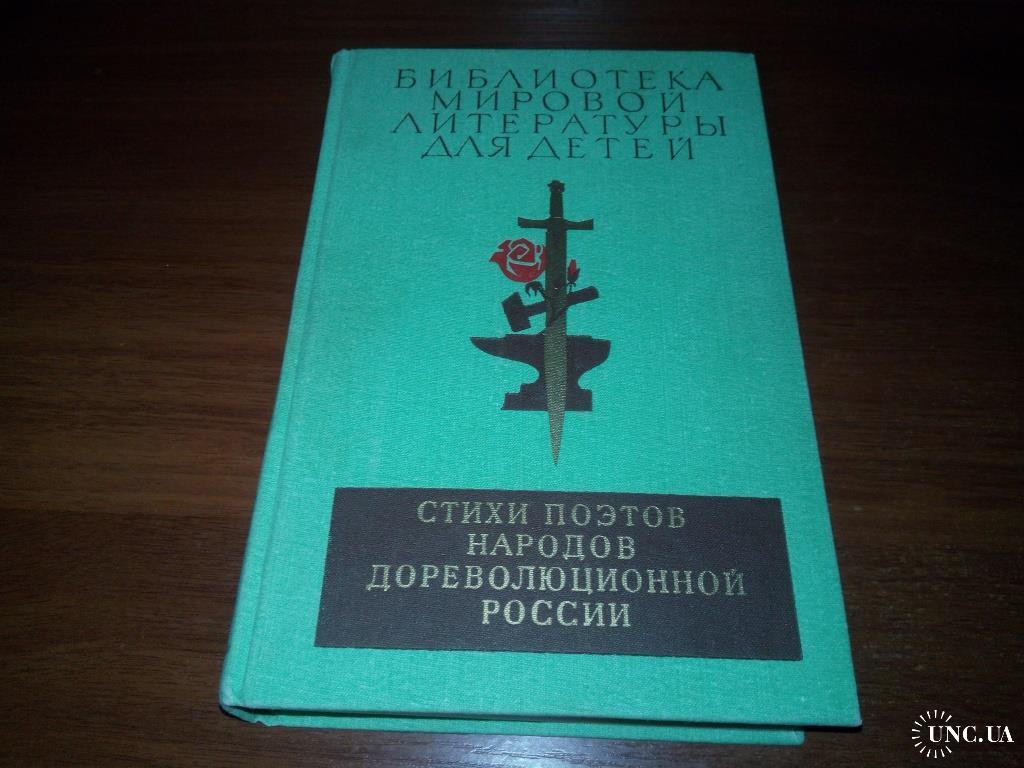 БИБЛИОТЕКА
МИРОВОЙ
ЛИТЕРАТУРЫ
ДЛЯ ДЕТЕЙ
СТИХИ ПОЭТОВ
НАРОДОВ
ДОРЕВОЛЮЦИОННОЙ
РОССИИ
UNC.UA